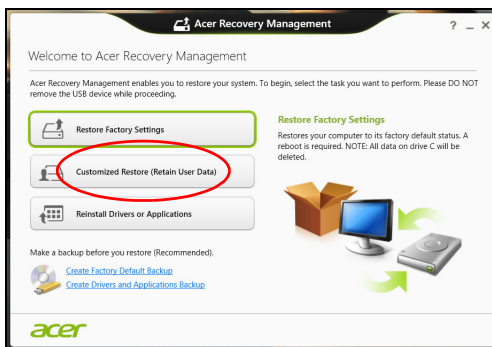 Acer Recovery Management
? _ X
Welcome to Acer Recovery Management
Acer Recovery Management enables you to restore your system. To begin, select the task you want to perform. Please DO NOT
remove the USB device while proceeding.
Restore Factory Settings
Customized Restore (Retain User Data)
Reinstall Drivers or Applications
Restore Factory Settings
Restores your computer to its factory default status. A
reboot is required. NOTE: All data on drive C will be
deleted.
Make a backup before you restore (Recommended).
Create Factory Default Backup
Create Drivers and Applications Backup
acer